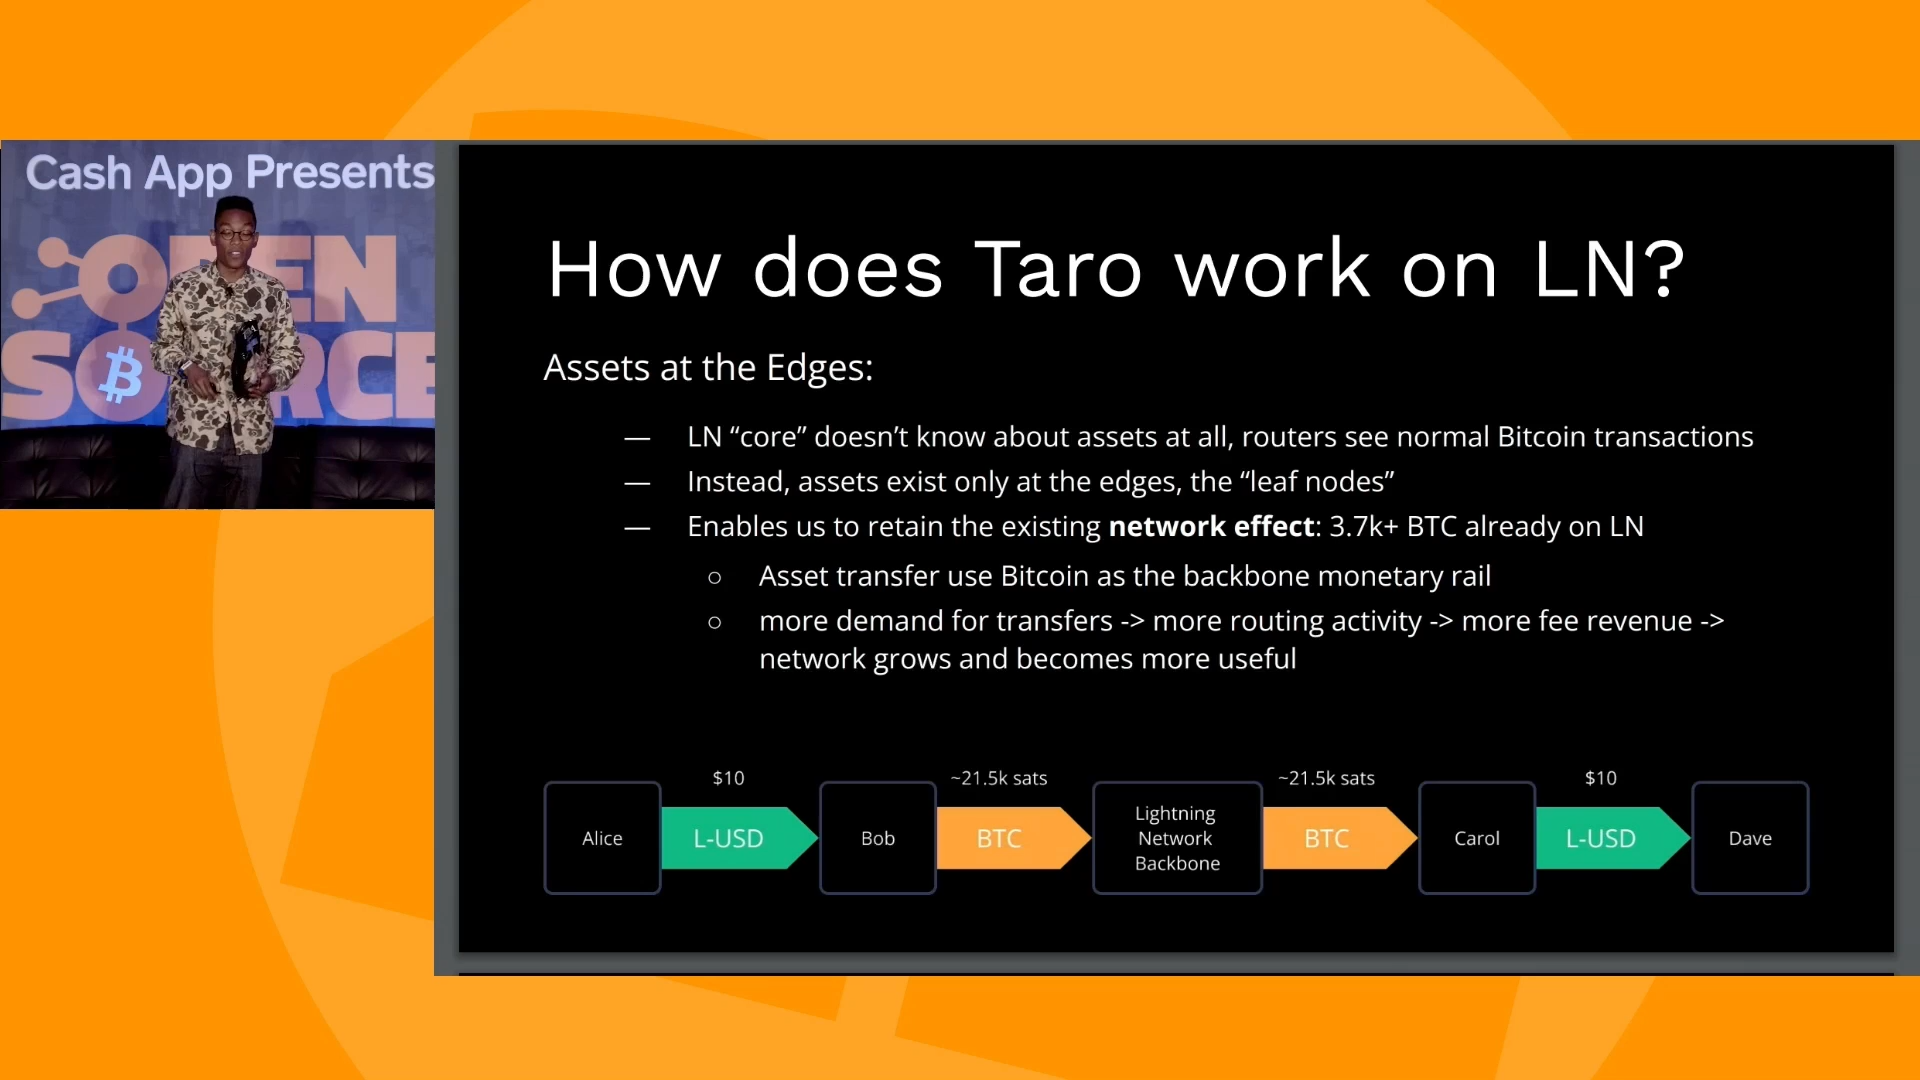 Cash App Presents
OPEN
SOURCE
How does Taro work on LN?
Assets at the Edges:
— LN “core” doesn’t know about assets at all, routers see normal Bitcoin transactions
— Instead, assets exist only at the edges, the “leaf nodes”
— Enables us to retain the existing network effect: 3.7k+ BTC already on LN
○ Asset transfer use Bitcoin as the backbone monetary rail
○ more demand for transfers -> more routing activity -> more fee revenue ->
network grows and becomes more useful
$10
~21.5k sats
~21.5k sats
$10
Alice
L-USD
Bob
BTC
Lightning
Network
Backbone
BTC
Carol
L-USD
Dave